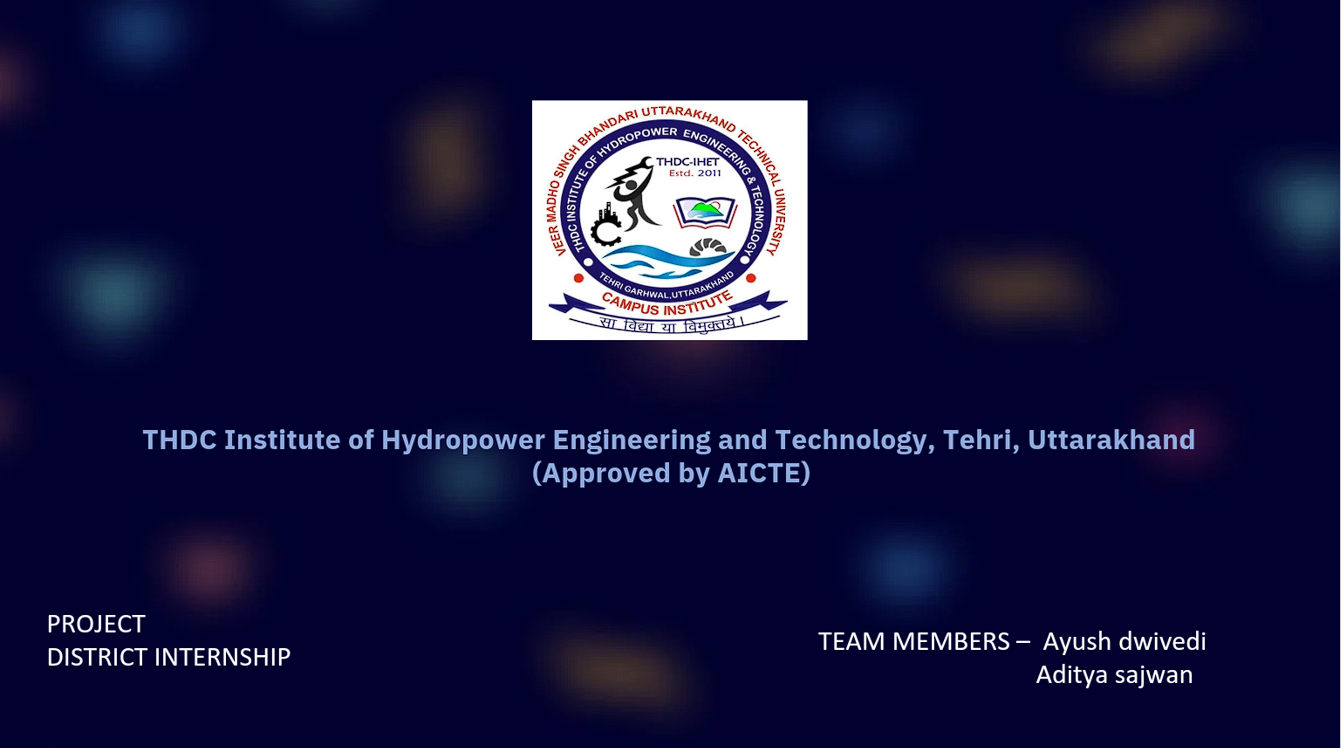 VEER MADHO SINGH BHANDARI UTTARAKHAND TECHNICAL UNIVERSITY
THDC INSTITUTE OF HYDROPOWER ENGINEERING & TECHNOLOGY
THDC-IHET
Estd. 2011
TEHRI GARHWAL,UTTARAKHAND
CAMPUS INSTITUTE
सा विद्या या विमुक्तये।
THDC Institute of Hydropower Engineering and Technology, Tehri, Uttarakhand
(Approved by AICTE)
PROJECT
DISTRICT INTERNSHIP
TEAM MEMBERS – Ayush dwivedi
Aditya sajwan